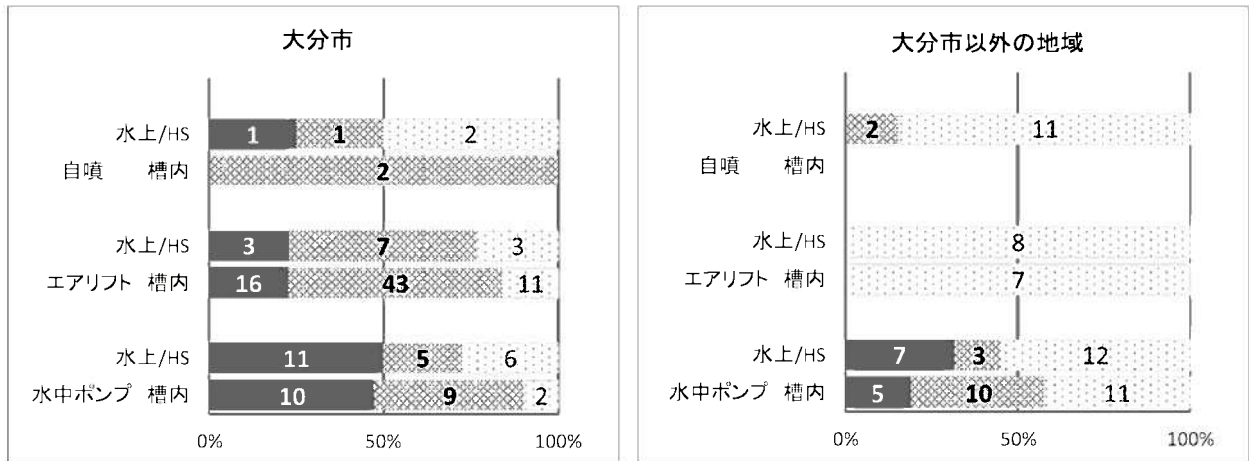 大分市
水上/HS 1 1 2
自噴 槽内 2
水上/HS 3 7 3
エアリフト 槽内 16 43 11
水上/HS 11 5 6
水中ポンプ 槽内 10 9 2
0% 50% 100%
大分市以外の地域
水上/HS 2 11
自噴 槽内
水上/HS 8
エアリフト 槽内 7
水上/HS 7 3 12
水中ポンプ 槽内 5 10 11
0% 50% 100%